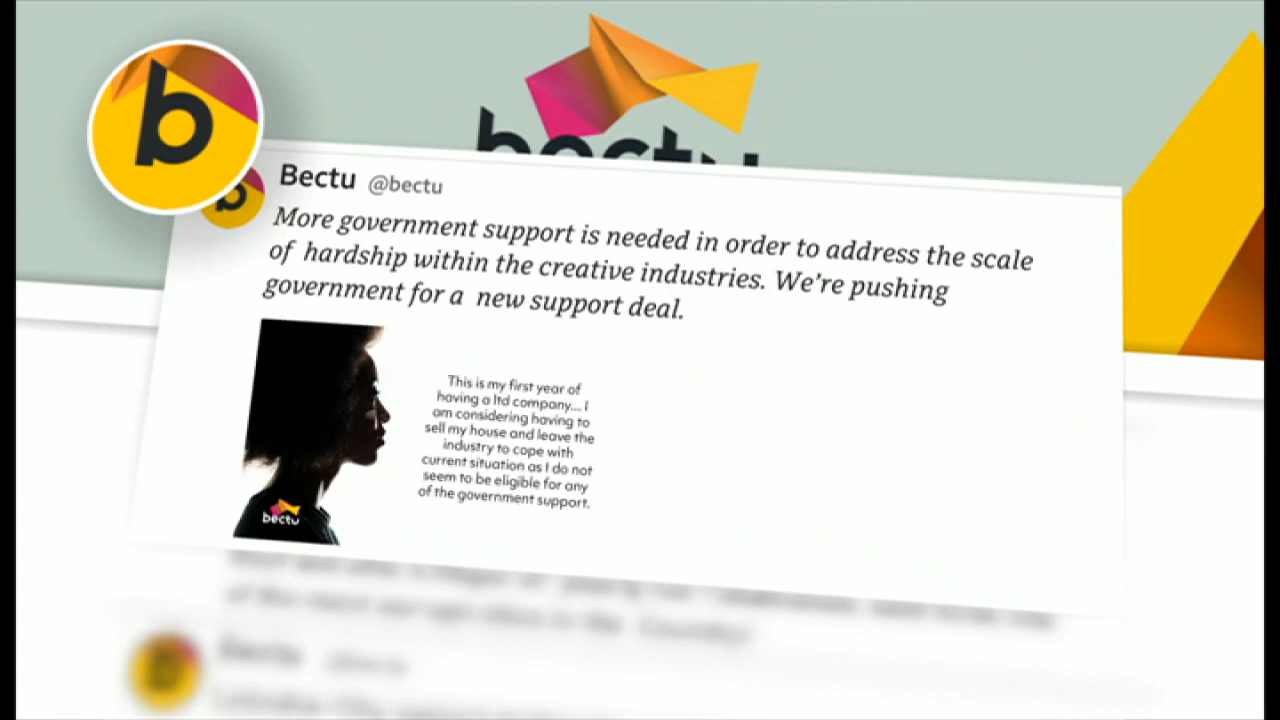 bectu
b
b
Bectu @bectu
More government support is needed in order to address the scale
of hardship within the creative industries. We're pushing
government for a new support deal.
This is my first year of
having a ltd company... I
am considering having to
sell my house and leave the
industry to cope with
current situation as I do not
seem to be eligible for any
of the government support.
bectu